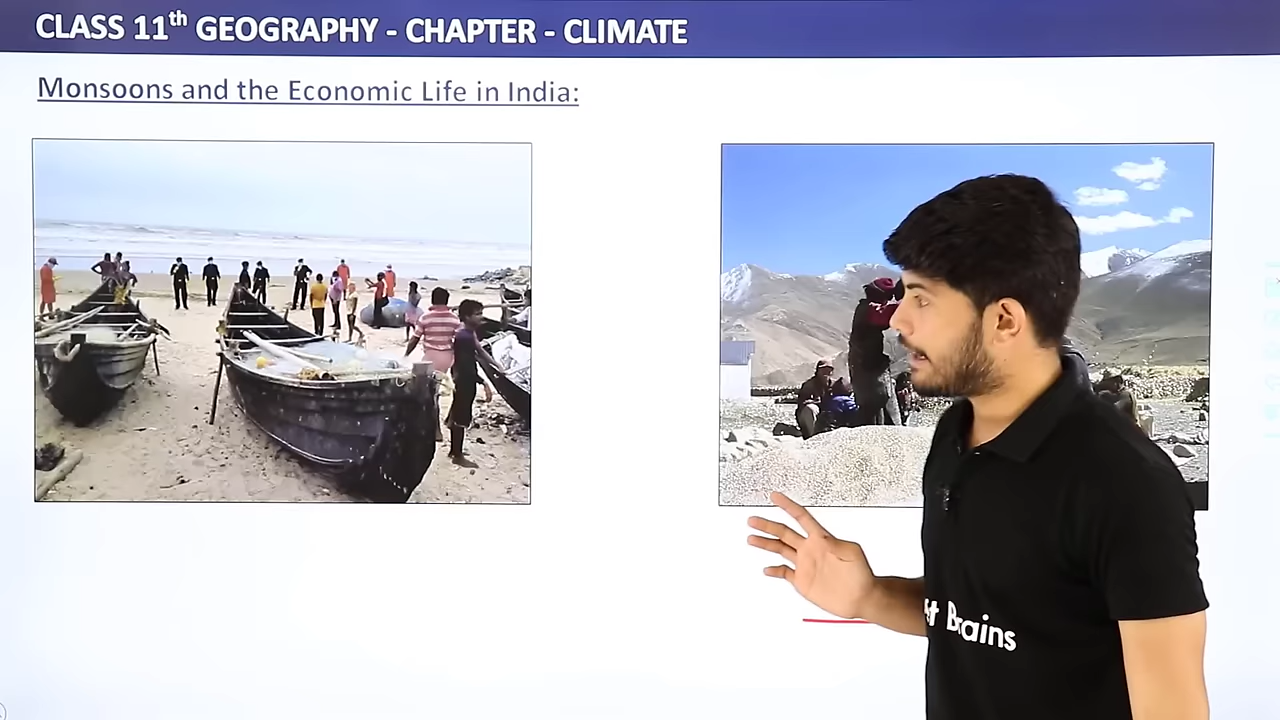 CLASS 11th GEOGRAPHY - CHAPTER - CLIMATE
Monsoons and the Economic Life in India:
Brains